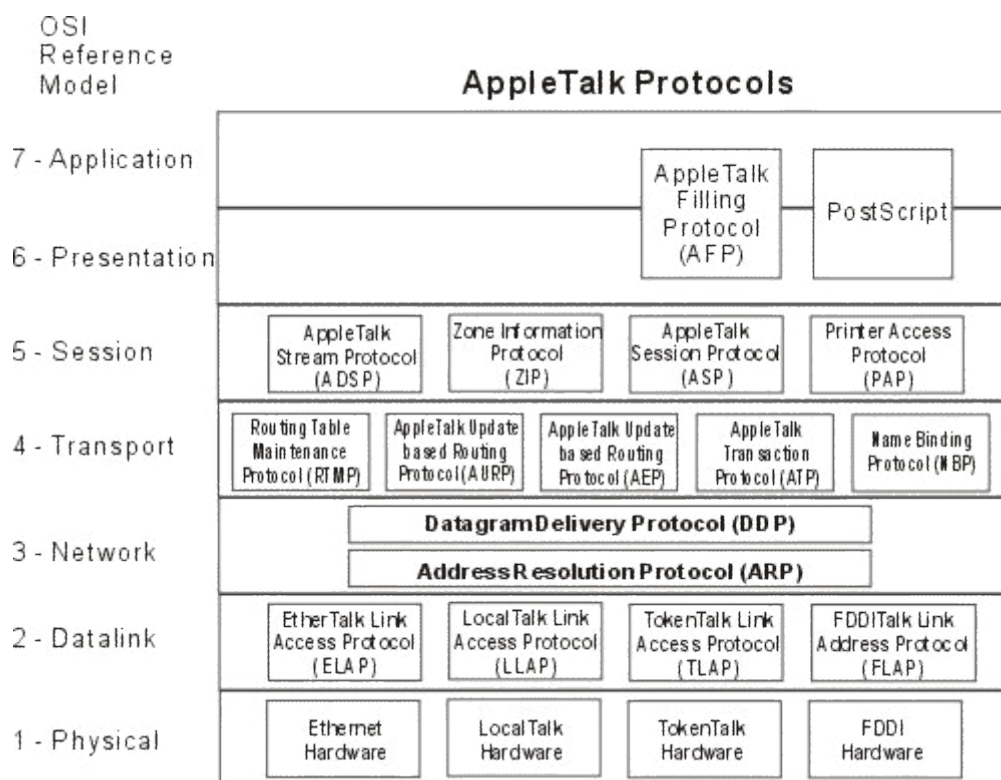 OSI
Reference
Model
AppleTalk Protocols
7 - Application
AppleTalk
Filling
Protocol
(AFP)
PostScript
6 - Presentation
5 - Session
AppleTalk
Stream Protocol
(ADSP)
Zone Information
Protocol
(ZIP)
AppleTalk
Session Protocol
(ASP)
Printer Access
Protocol
(PAP)
4 - Transport
Routing Table
Maintenance
Protocol (RTMP)
AppleTalk Update
based Routing
Protocol (AURP)
AppleTalk Update
based Routing
Protocol (AEP)
AppleTalk
Transaction
Protocol (ATP)
Name Binding
Protocol (NBP)
3 - Network
Datagram Delivery Protocol (DDP)
Address Resolution Protocol (ARP)
2 - Datalink
EtherTalk Link
Access Protocol
(ELAP)
LocalTalk Link
Access Protocol
(LLAP)
TokenTalk Link
Access Protocol
(TLAP)
FDDITalk Link
Address Protocol
(FLAP)
1 - Physical
Ethernet
Hardware
LocalTalk
Hardware
TokenTalk
Hardware
FDDI
Hardware